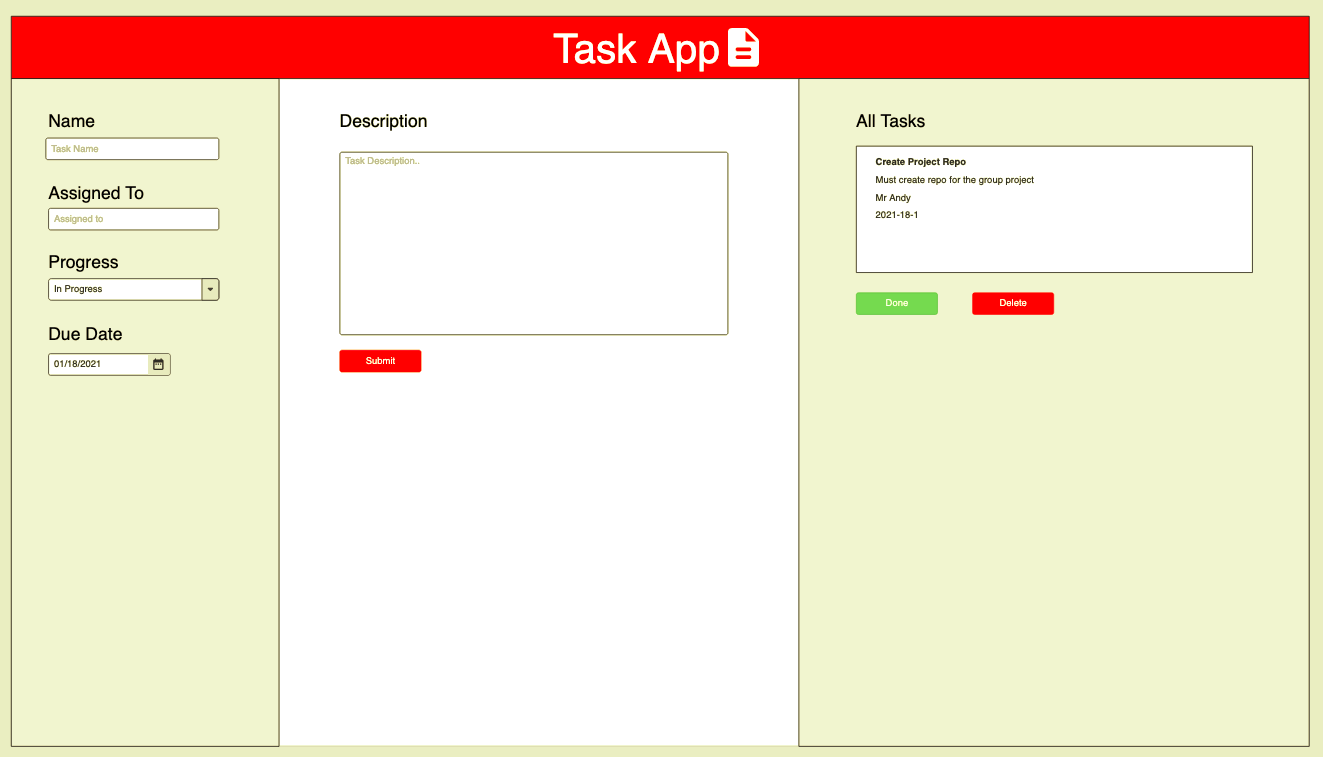 Task App
Name
Task Name
Assigned To
Assigned to
Progress
In Progress
Due Date
01/18/2021
Description
Task Description..
Submit
All Tasks
Create Project Repo
Must create repo for the group project
Mr Andy
2021-18-1
Done
Delete